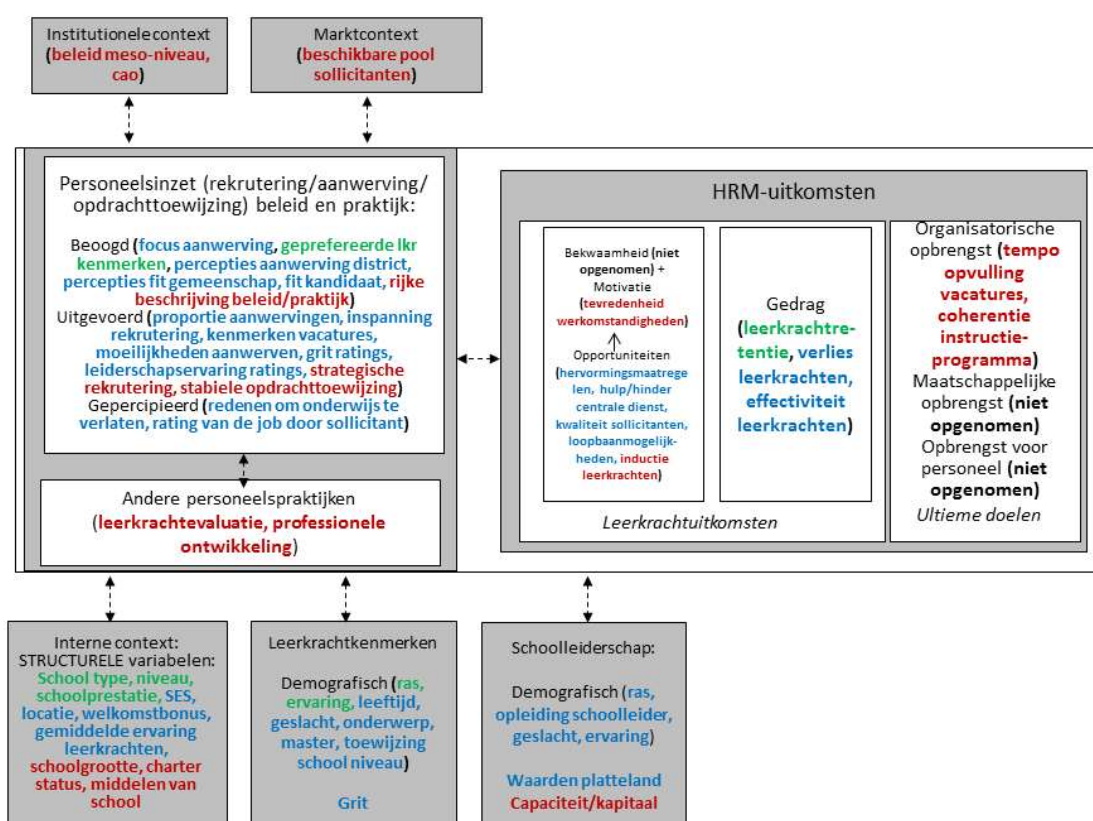 Institutionele context
(beleid meso-niveau,
cao)
Marktcontext
(beschikbare pool
sollicitanten)
Personeelsinzet (rekrutering/aanwerving/
opdrachttoewijzing) beleid en praktijk:
Beoogd (focus aanwerving, geprefereerde lkr
kenmerken, percepties aanwerving district,
percepties fit gemeenschap, fit kandidaat, rijke
beschrijving beleid/praktijk)
Uitgevoerd (proportie aanwervingen, inspanning
rekrutering, kenmerken vacatures,
moeilijkheden aanwerven, grit ratings,
leiderschapservaring ratings, strategische
rekrutering, stabiele opdrachttoewijzing)
Gepercipieerd (redenen om onderwijs te
verlaten, rating van de job door sollicitant)
Andere personeelspraktijken
(leerkrachtevaluatie, professionele
ontwikkeling)
HRM-uitkomsten
Bekwaamheid (niet
opgenomen) +
Motivatie
(tevredenheid
werkomstandigheden)
Opportuniteiten
(hervormingsmaatrege
len, hulp/hinder
centrale dienst,
kwaliteit sollicitanten,
loopbaanmogelijk-
heden, inductie
leerkrachten)
Gedrag
(leerkrachtre-
tentie, verlies
leerkrachten,
effectiviteit
leerkrachten)
Leerkrachtuitkomsten
Organisatorische
opbrengst (tempo
opvulling
vacatures,
coherentie
instructie-
programma)
Maatschappelijke
opbrengst (niet
opgenomen)
Opbrengst voor
personeel (niet
opgenomen)
Ultieme doelen
Interne context:
STRUCTURELE variabelen:
School type, niveau,
schoolprestatie, SES,
locatie, welkomstbonus,
gemiddelde ervaring
leerkrachten,
schoolgrootte, charter
status, middelen van
school
Leerkrachtkenmerken
Demografisch (ras,
ervaring, leeftijd,
geslacht, onderwerp,
master, toewijzing
school niveau)
Grit
Schoolleiderschap:
Demografisch (ras,
opleiding schoolleider,
geslacht, ervaring)
Waarden platteland
Capaciteit/kapitaal